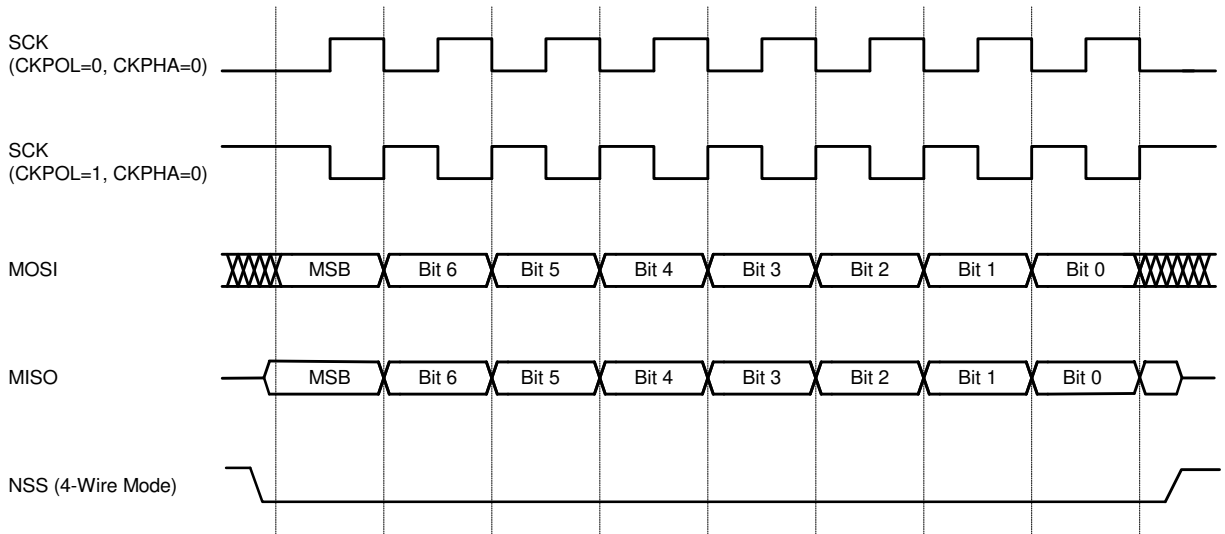 SCK
(CKPOL=0, CKPHA=0)
SCK
(CKPOL=1, CKPHA=0)
MOSI
MSB
Bit 6
Bit 5
Bit 4
Bit 3
Bit 2
Bit 1
Bit 0
MISO
MSB
Bit 6
Bit 5
Bit 4
Bit 3
Bit 2
Bit 1
Bit 0
NSS (4-Wire Mode)